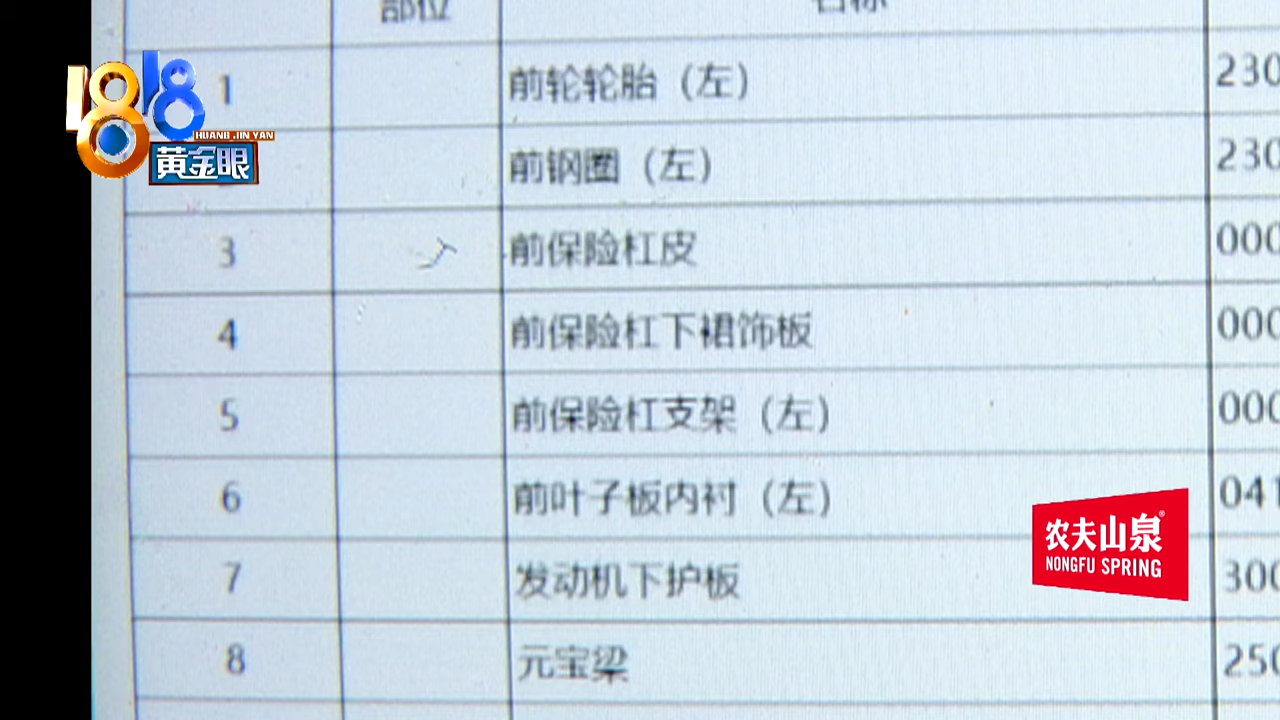 部位 名称
1 前轮轮胎（左） 230
1818
HUANG JIN YAN
黄金眼
前钢圈（左） 230
3 前保险杠皮 000
4 前保险杠下裙饰板 000
5 前保险杠支架（左） 000
6 前叶子板内衬（左） 041
农夫山泉®
NONGFU SPRING
7 发动机下护板 300
8 元宝梁 250